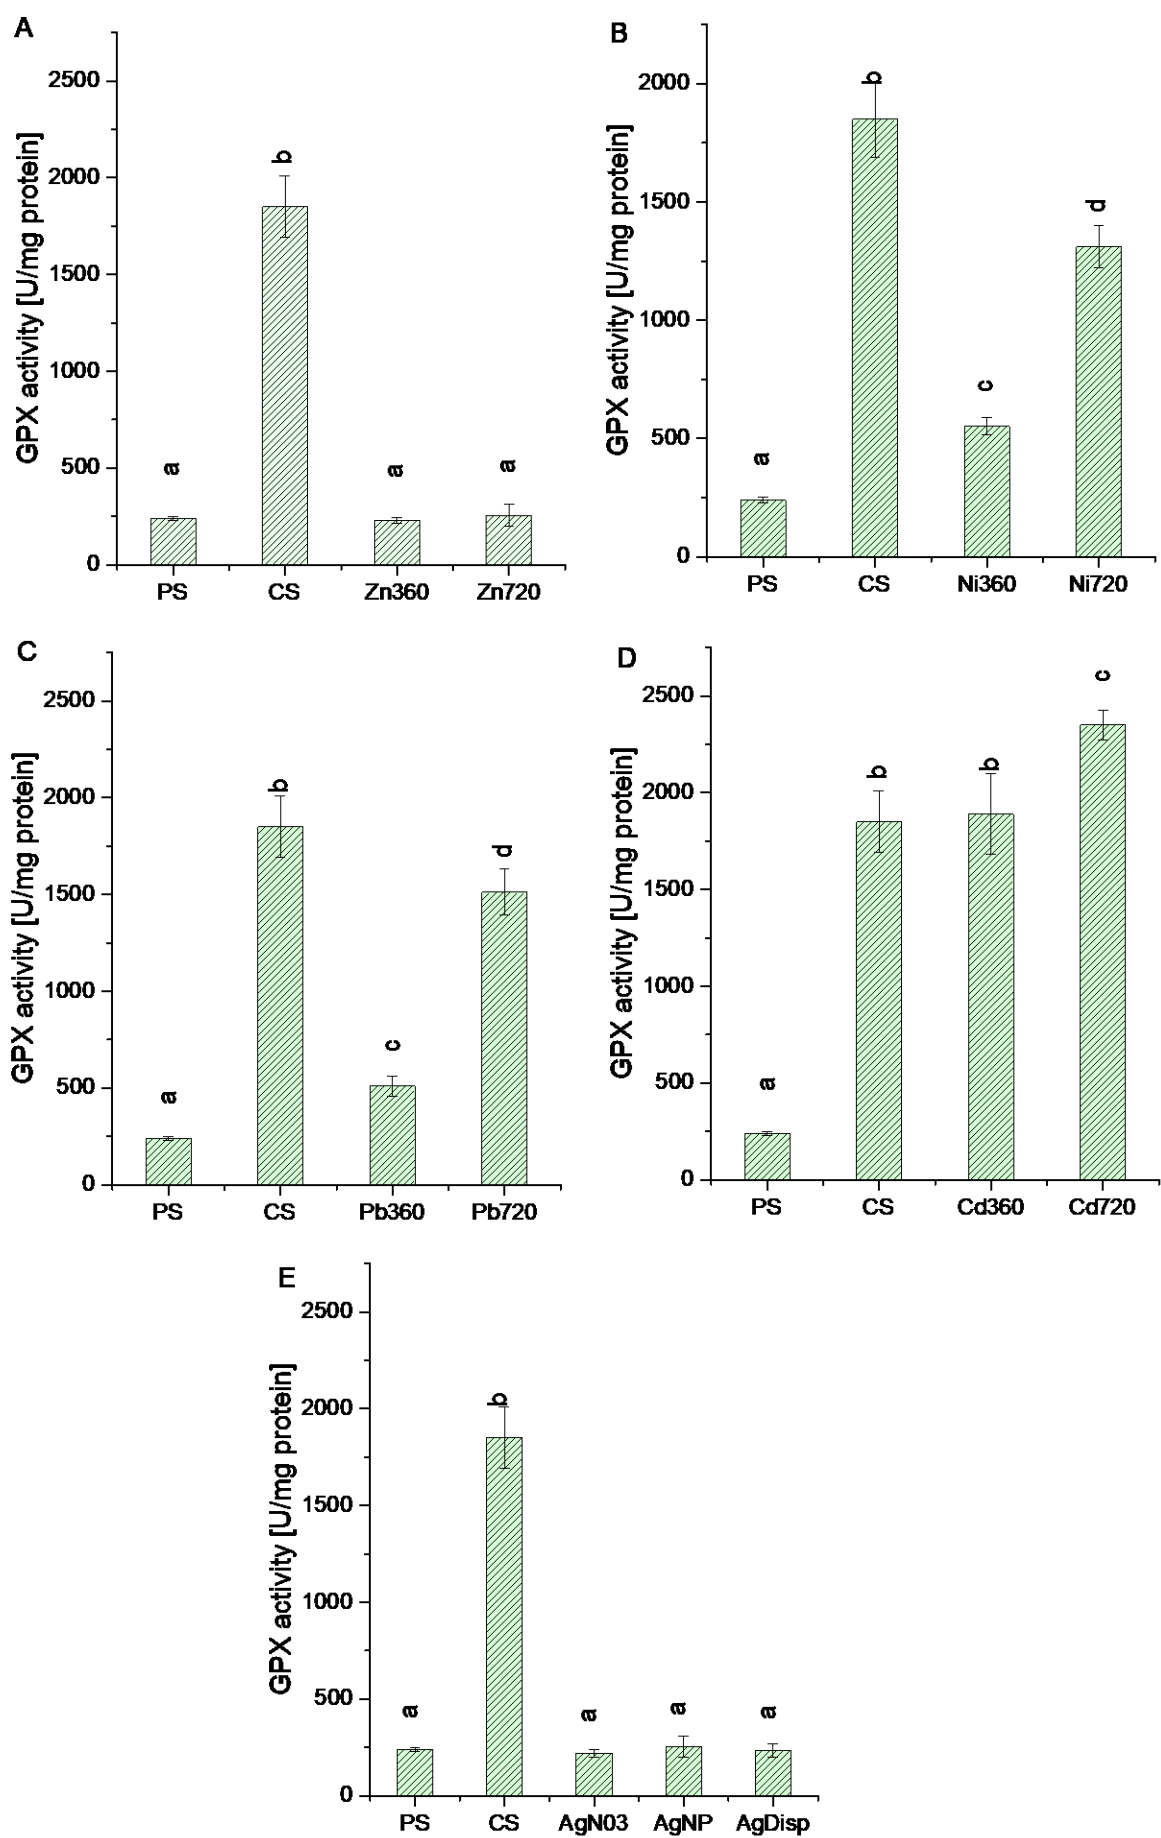 A
GPX activity [U/mg protein]
2500
2000
1500
1000
500
0
b
a
a
a
PS CS Zn360 Zn720
B
GPX activity [U/mg protein]
2000
1500
1000
500
0
b
d
c
a
PS CS Ni360 Ni720
C
GPX activity [U/mg protein]
2500
2000
1500
1000
500
0
b
d
c
a
PS CS Pb360 Pb720
D
GPX activity [U/mg protein]
2500
2000
1500
1000
500
0
c
b
b
a
PS CS Cd360 Cd720
E
GPX activity [U/mg protein]
2500
2000
1500
1000
500
0
b
a
a
a
a
PS CS AgN03 AgNP AgDisp